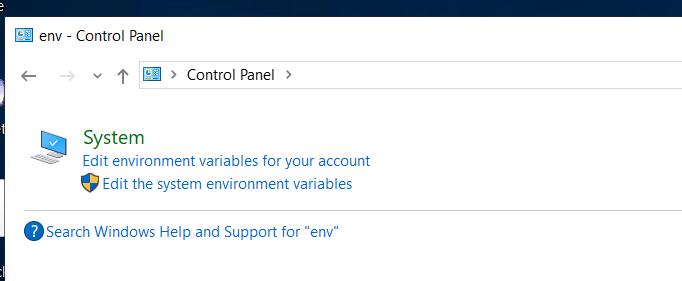 env - Control Panel
Control Panel
System
Edit environment variables for your account
Edit the system environment variables
Search Windows Help and Support for "env"